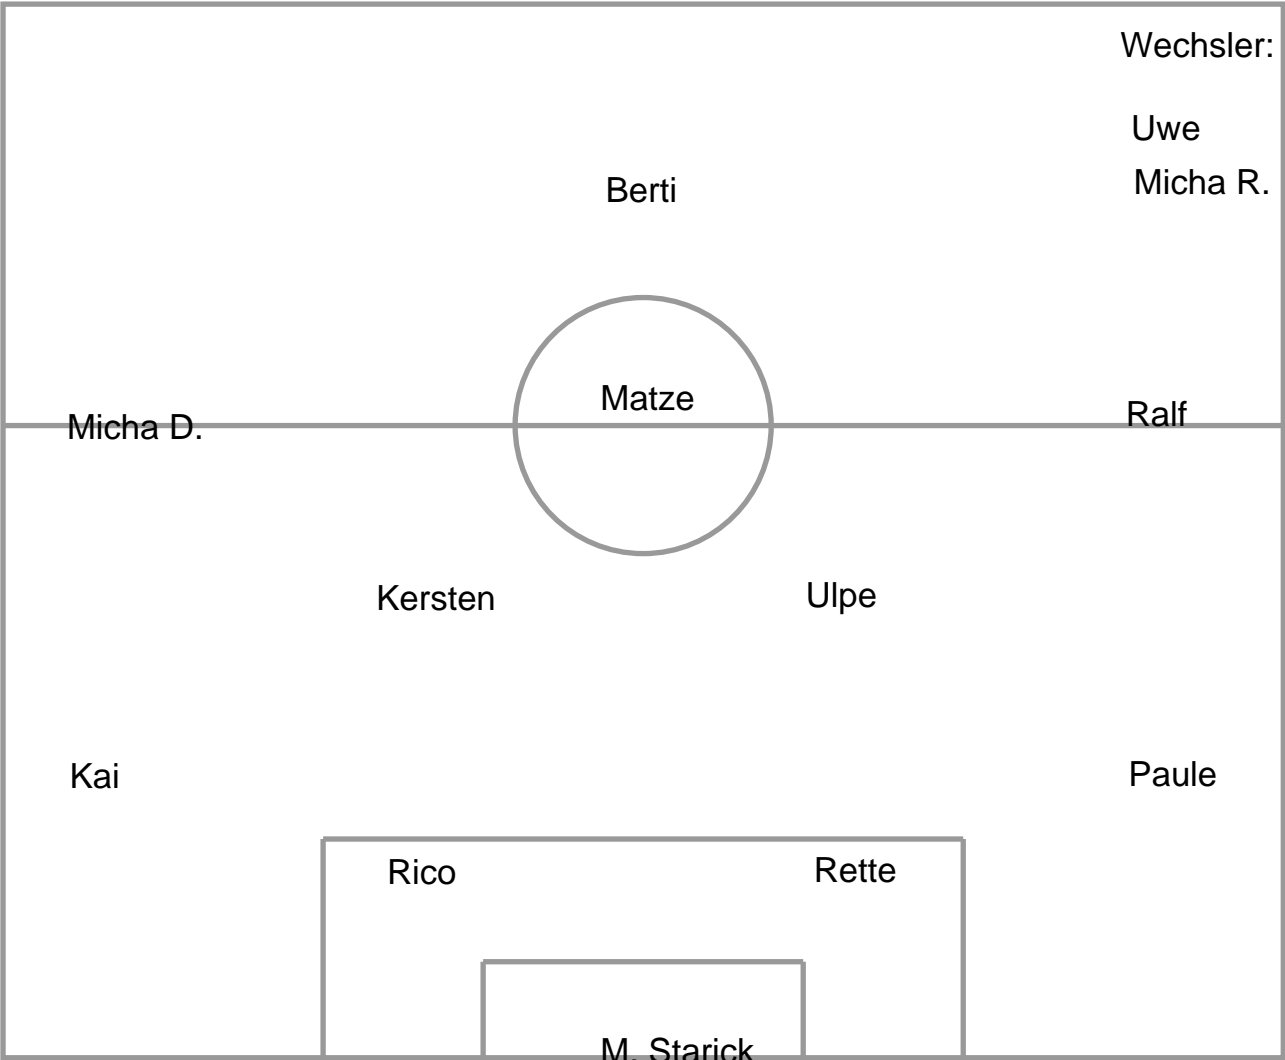 Wechsler:
Uwe
Micha R.
Berti
Matze
Micha D.
Ralf
Kersten
Ulpe
Kai
Paule
Rico
Rette
M. Starick